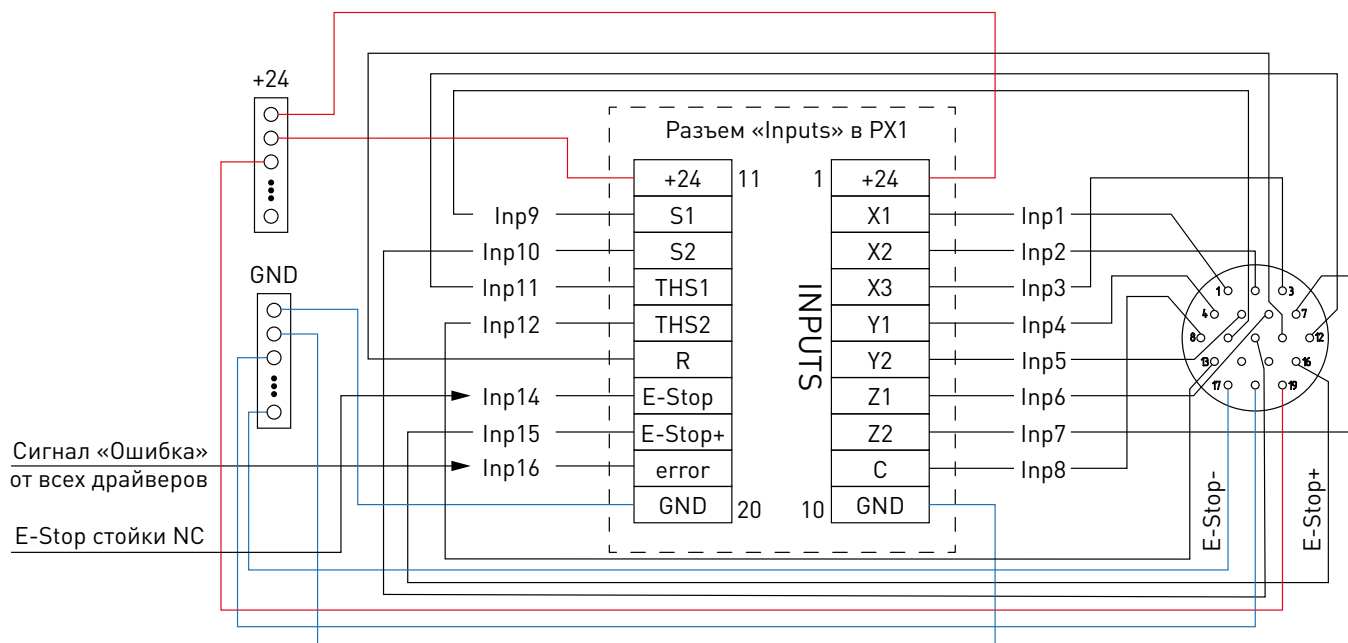 +24
Разъем «Inputs» в PX1
+24 11 1 +24
Inp9 S1 X1 Inp1
Inp10 S2 X2 Inp2
GND
Inp11 THS1 X3 Inp3
Inp12 THS2 Y1 Inp4
R Y2 Inp5
INPUTS
Inp14 E-Stop Z1 Inp6
Inp15 E-Stop+ Z2 Inp7
Inp16 error C Inp8
GND 20 10 GND
Сигнал «Ошибка»
от всех драйверов
E-Stop стойки NC
1 3
4 7
8 12
13 16
17 19
E-Stop-
E-Stop+